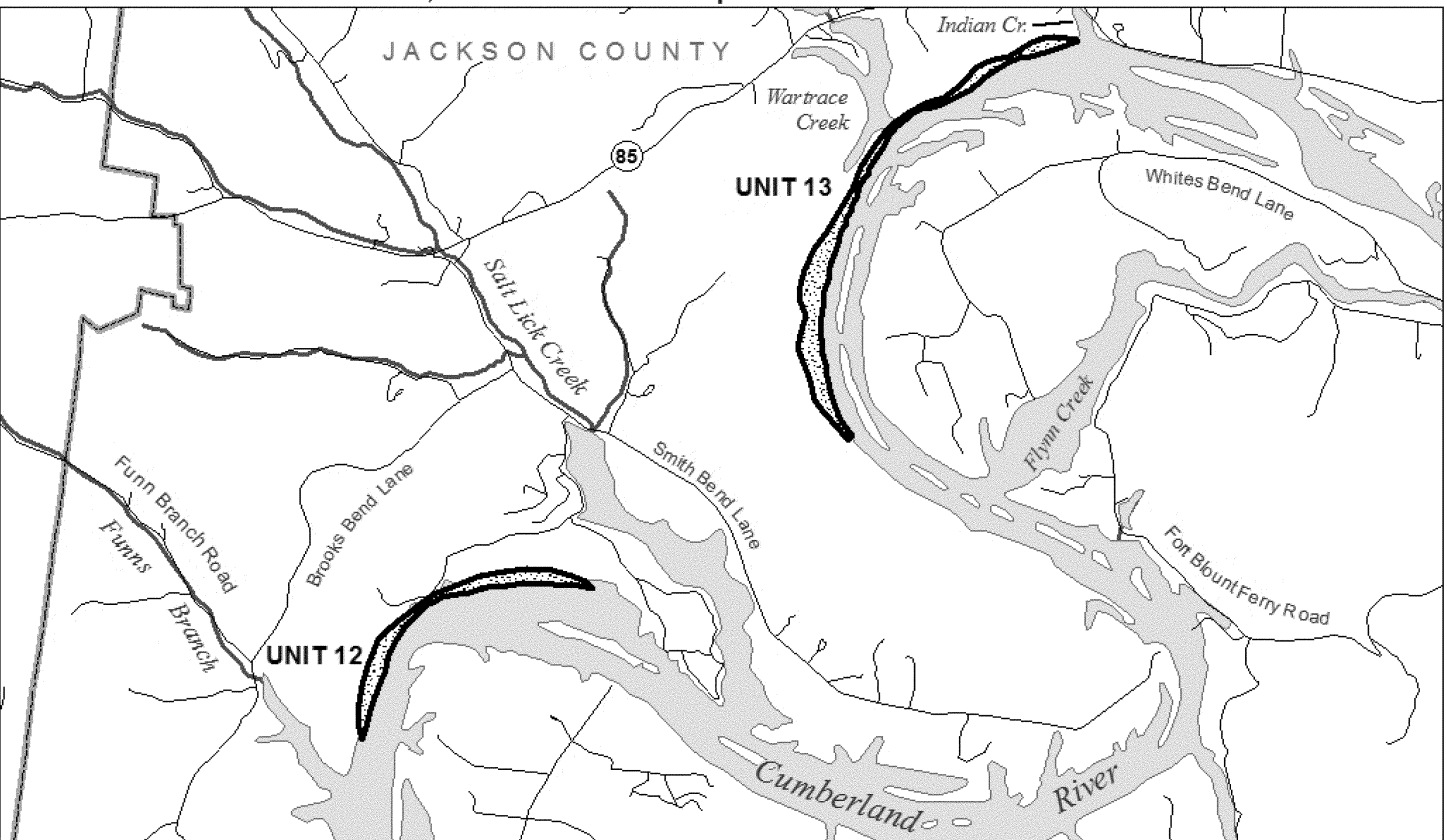 Indian Cr.
JACKSON COUNTY
Wartrace
Creek
85
UNIT 13
Whites Bend Lane
Salt Lick Creek
Flynn Creek
Smith Bend Lane
Funn Branch Road
Brooks Bend Lane
Funns
Branch
Fort Blount Ferry Road
UNIT 12
Cumberland
River